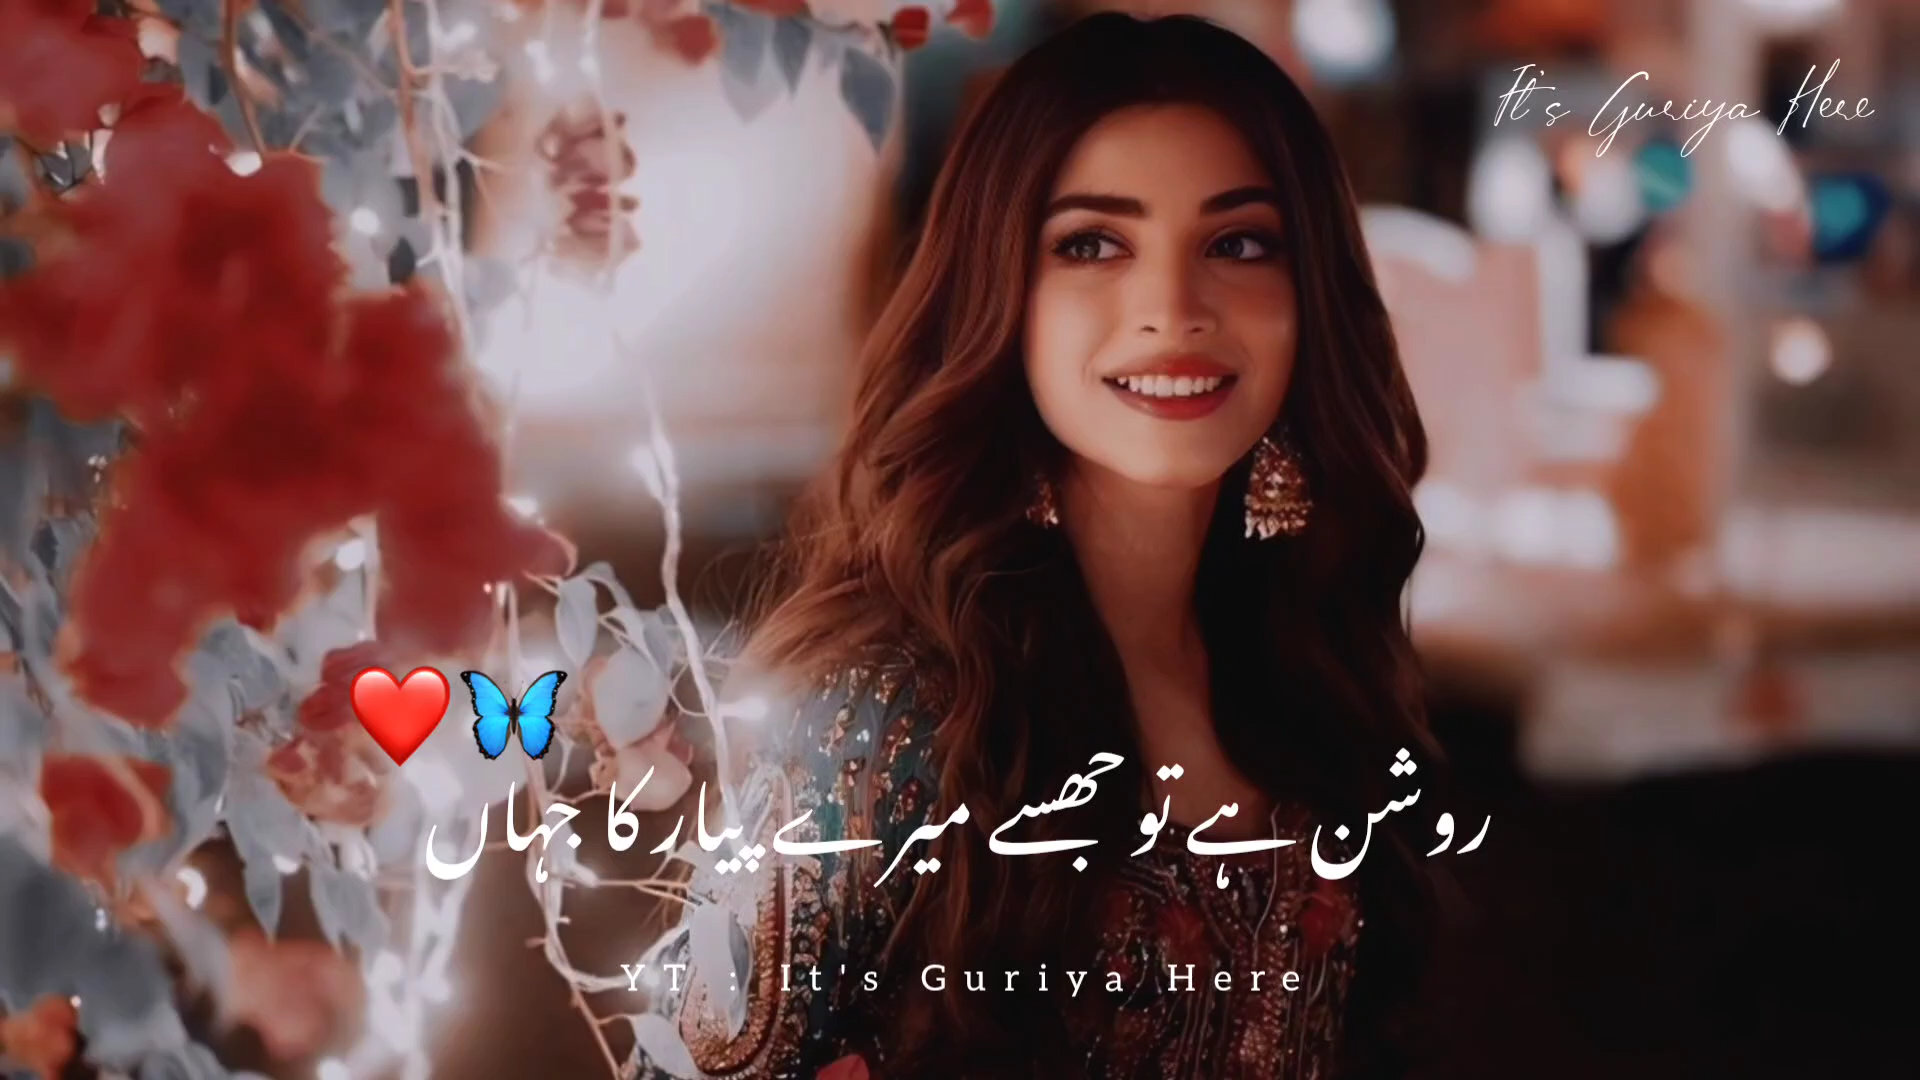 It's Guriya Here
❤️🦋
روشن ہے تو جھسے میرے پیار کا جہاں
YT : It's Guriya Here